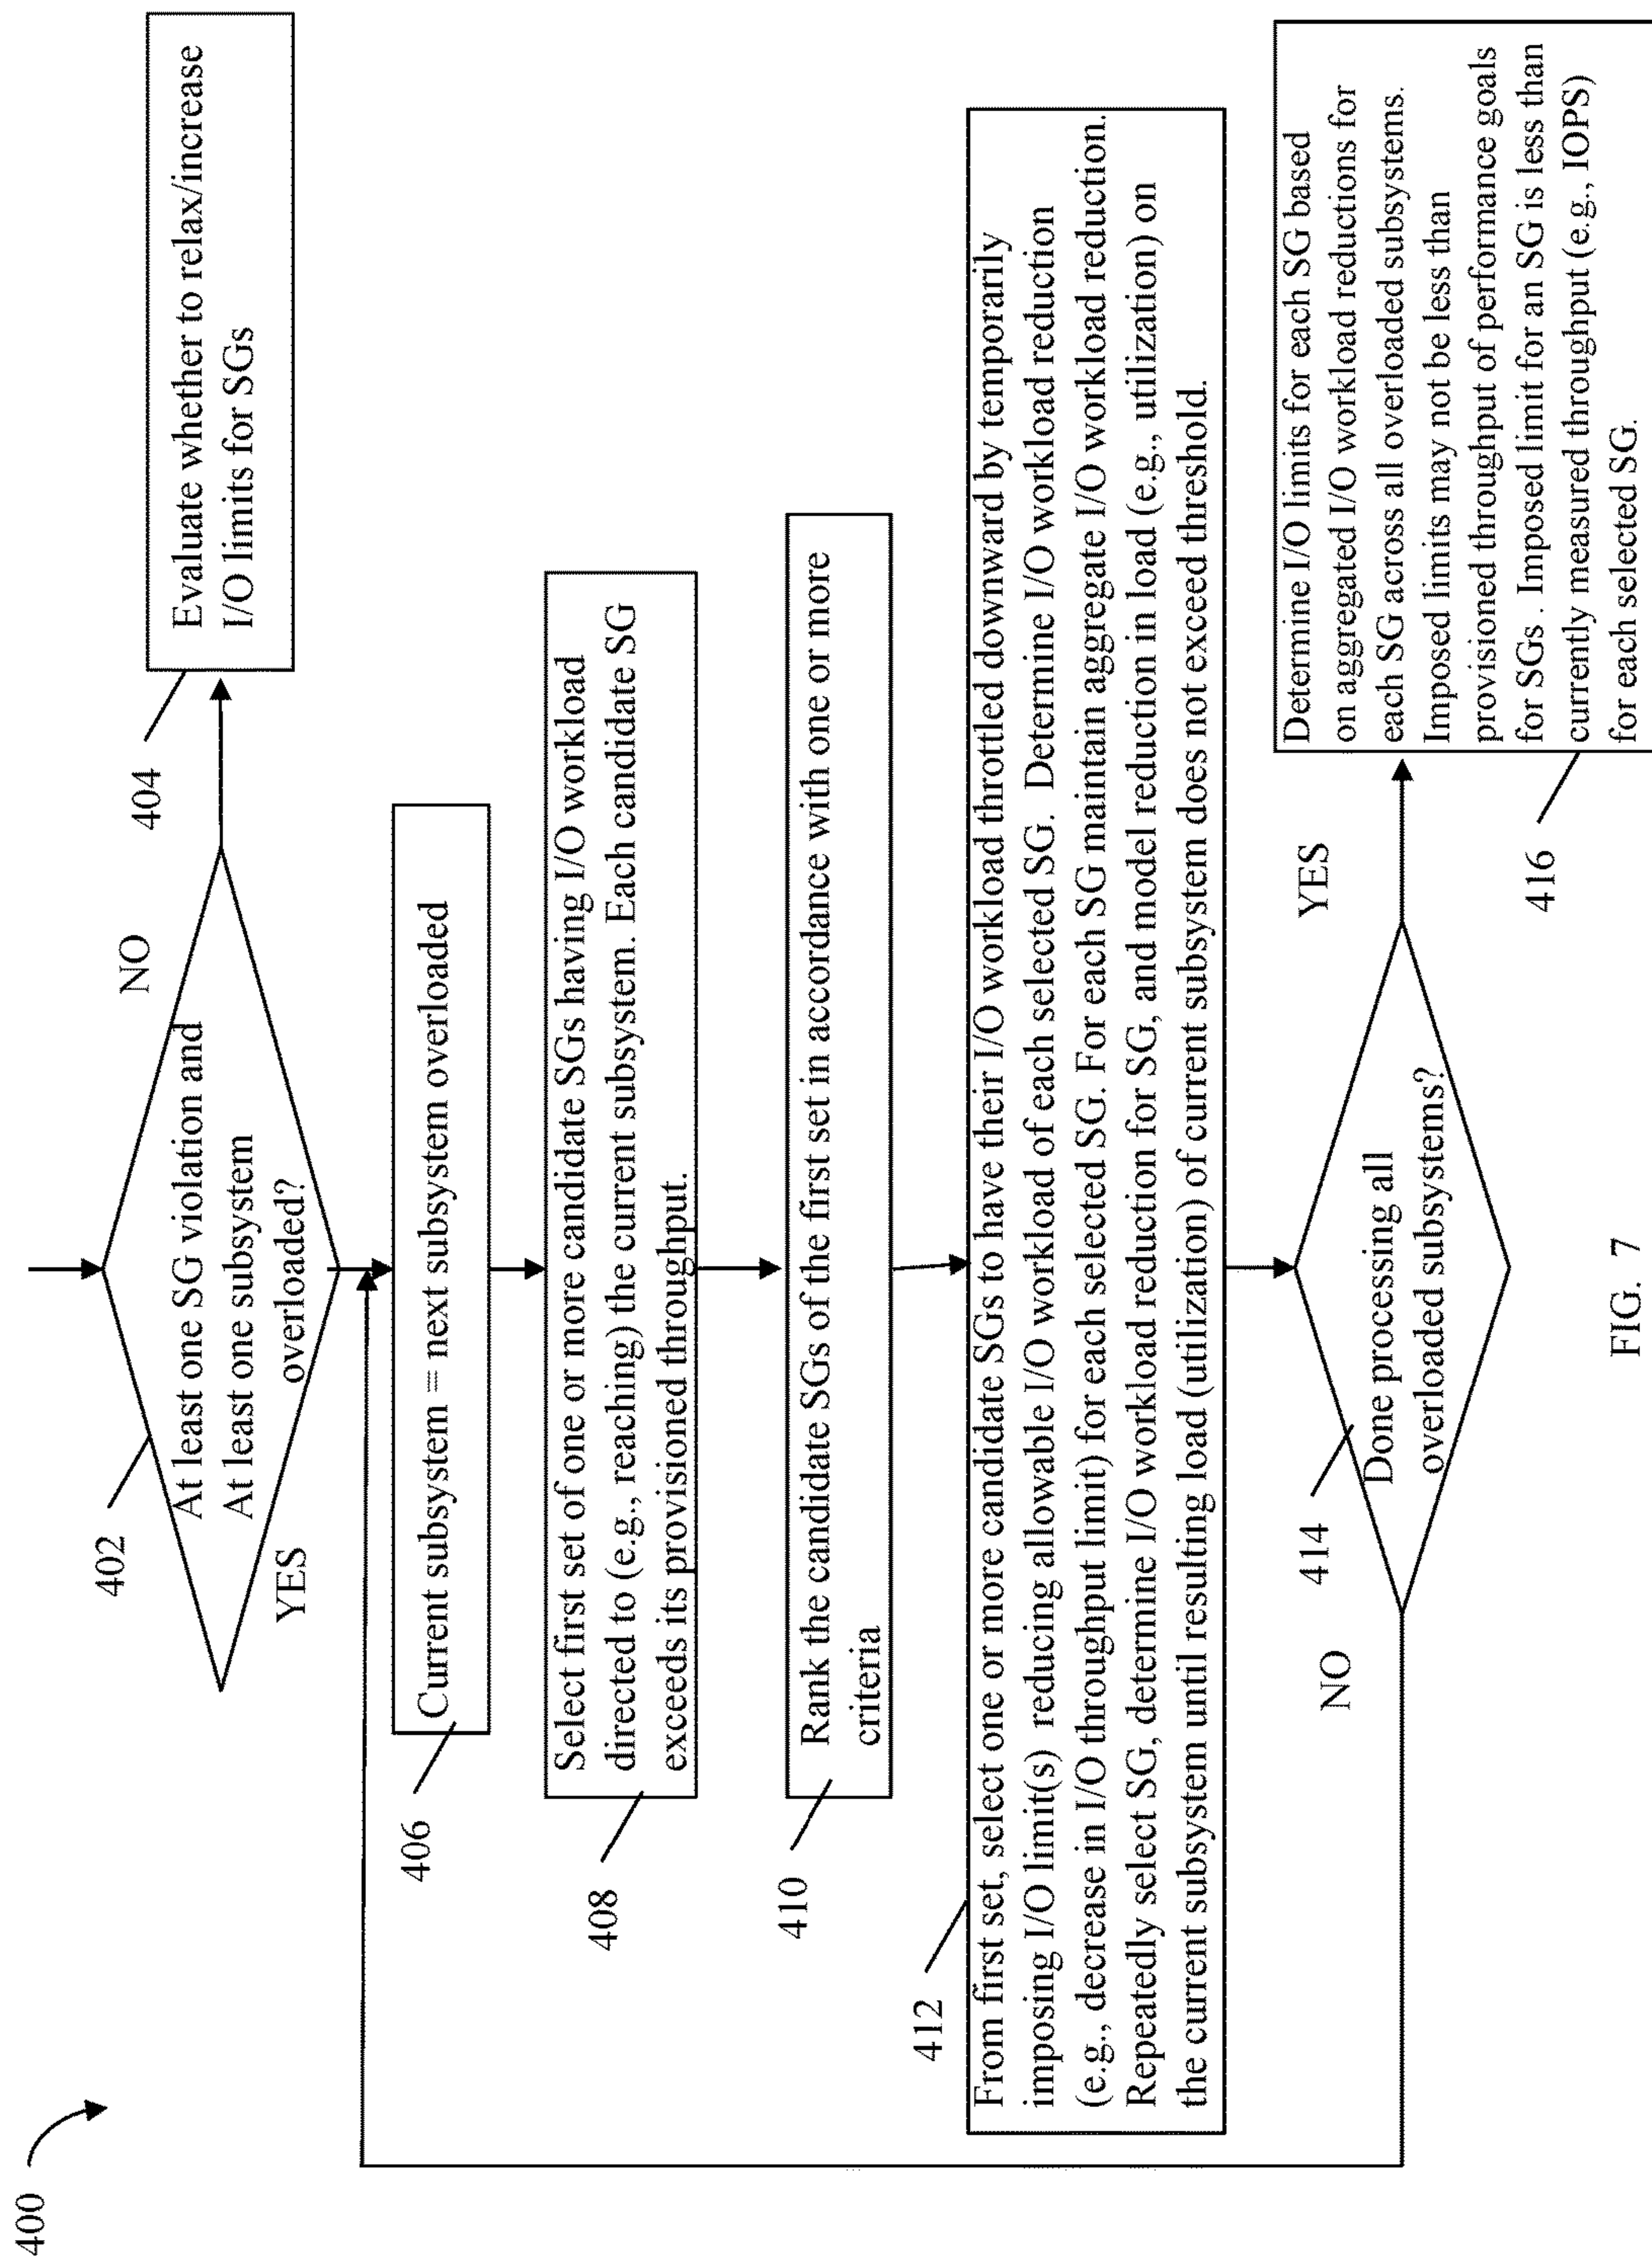 400
402
At least one SG violation and
At least one subsystem
overloaded?
NO
YES
404
Evaluate whether to relax/increase
I/O limits for SGs
406
Current subsystem = next subsystem overloaded
408
Select first set of one or more candidate SGs having I/O workload
directed to (e.g., reaching) the current subsystem. Each candidate SG
exceeds its provisioned throughput.
410
Rank the candidate SGs of the first set in accordance with one or more
criteria
412
From first set, select one or more candidate SGs to have their I/O workload throttled downward by temporarily
imposing I/O limit(s) reducing allowable I/O workload of each selected SG. Determine I/O workload reduction
(e.g., decrease in I/O throughput limit) for each selected SG. For each SG maintain aggregate I/O workload reduction.
Repeatedly select SG, determine I/O workload reduction for SG, and model reduction in load (e.g., utilization) on
the current subsystem until resulting load (utilization) of current subsystem does not exceed threshold.
414
Done processing all
overloaded subsystems?
NO
YES
416
Determine I/O limits for each SG based
on aggregated I/O workload reductions for
each SG across all overloaded subsystems.
Imposed limits may not be less than
provisioned throughput of performance goals
for SGs . Imposed limit for an SG is less than
currently measured throughput (e.g., IOPS)
for each selected SG.
FIG. 7